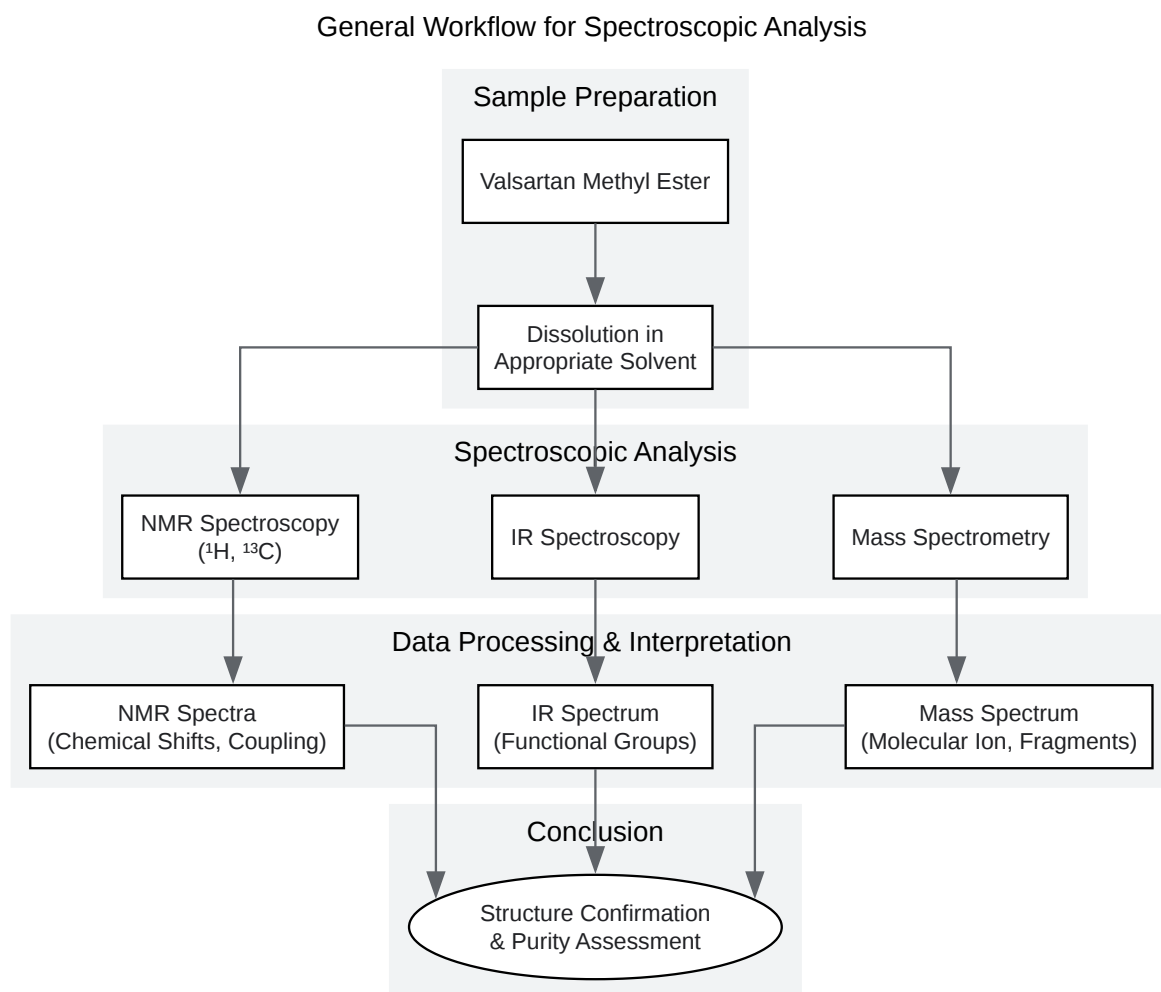 General Workflow for Spectroscopic Analysis
Sample Preparation
Valsartan Methyl Ester
Dissolution in
Appropriate Solvent
Spectroscopic Analysis
NMR Spectroscopy
(¹H, ¹³C)
IR Spectroscopy
Mass Spectrometry
Data Processing & Interpretation
NMR Spectra
(Chemical Shifts, Coupling)
IR Spectrum
(Functional Groups)
Mass Spectrum
(Molecular Ion, Fragments)
Conclusion
Structure Confirmation
& Purity Assessment